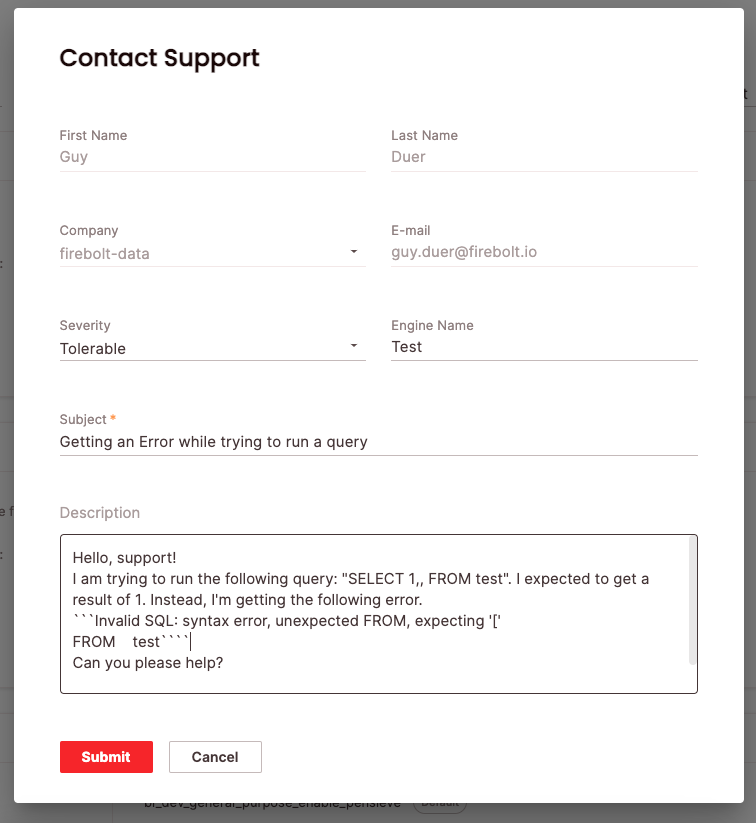 Contact Support
First Name
Last Name
Guy
Duer
Company
E-mail
firebolt-data
guy.duer@firebolt.io
Severity
Engine Name
Tolerable
Test
Subject *
Getting an Error while trying to run a query
Description
Hello, support!
I am trying to run the following query: "SELECT 1,, FROM test". I expected to get a
result of 1. Instead, I'm getting the following error.
```Invalid SQL: syntax error, unexpected FROM, expecting '['
FROM    test````
Can you please help?
Submit
Cancel